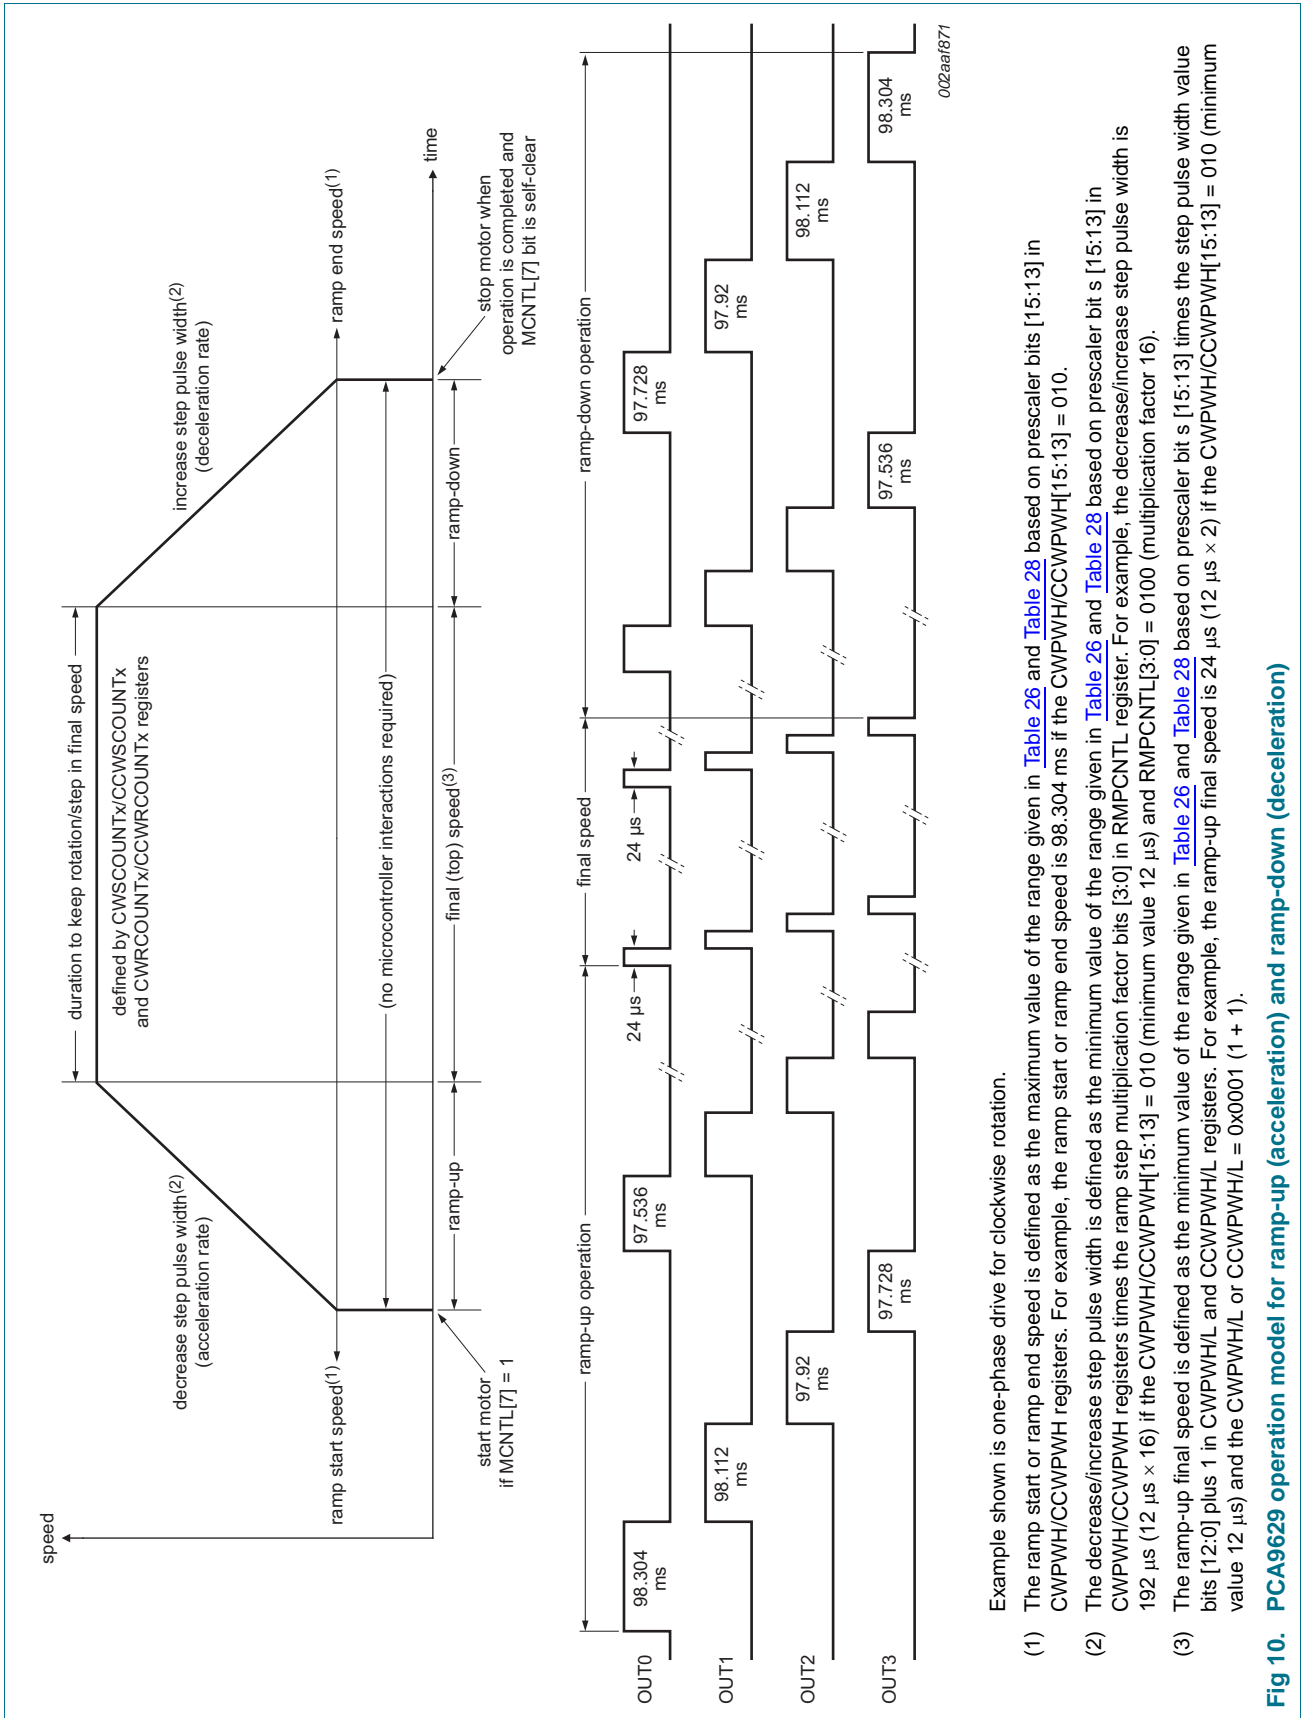 speed
duration to keep rotation/step in final speed
defined by CWSCOUNTx/CCWSCOUNTx
and CWRCOUNTx/CCWRCOUNTx registers
decrease step pulse width(2)
(acceleration rate)
increase step pulse width(2)
(deceleration rate)
ramp start speed(1)
ramp end speed(1)
(no microcontroller interactions required)
time
ramp-up
final (top) speed(3)
ramp-down
start motor
if MCNTL[7] = 1
stop motor when
operation is completed and
MCNTL[7] bit is self-clear
ramp-up operation
final speed
ramp-down operation
OUT0
98.304
ms
97.536
ms
24 μs
24 μs
97.728
ms
OUT1
98.112
ms
97.92
ms
OUT2
97.92
ms
98.112
ms
OUT3
97.728
ms
97.536
ms
98.304
ms
002aaf871
Example shown is one-phase drive for clockwise rotation.
(1) The ramp start or ramp end speed is defined as the maximum value of the range given in Table 26 and Table 28 based on prescaler bits [15:13] in
CWPWH/CCWPWH registers. For example, the ramp start or ramp end speed is 98.304 ms if the CWPWH/CCWPWH[15:13] = 010.
(2) The decrease/increase step pulse width is defined as the minimum value of the range given in Table 26 and Table 28 based on prescaler bit s [15:13] in
CWPWH/CCWPWH registers times the ramp step multiplication factor bits [3:0] in RMPCNTL register. For example, the decrease/increase step pulse width is
192 μs (12 μs × 16) if the CWPWH/CCWPWH[15:13] = 010 (minimum value 12 μs) and RMPCNTL[3:0] = 0100 (multiplication factor 16).
(3) The ramp-up final speed is defined as the minimum value of the range given in Table 26 and Table 28 based on prescaler bit s [15:13] times the step pulse width value
bits [12:0] plus 1 in CWPWH/L and CCWPWH/L registers. For example, the ramp-up final speed is 24 μs (12 μs × 2) if the CWPWH/CCWPWH[15:13] = 010 (minimum
value 12 μs) and the CWPWH/L or CCWPWH/L = 0x0001 (1 + 1).
Fig 10. PCA9629 operation model for ramp-up (acceleration) and ramp-down (deceleration)